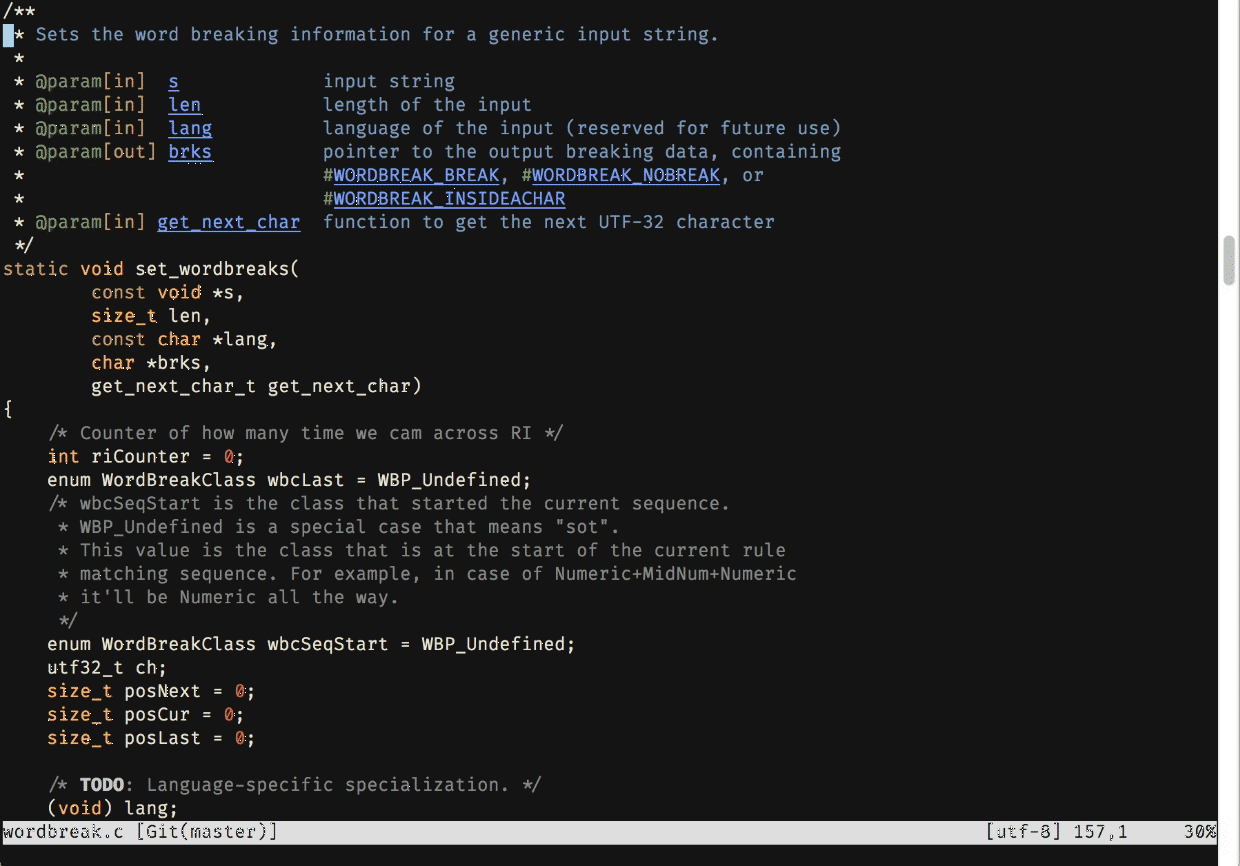 /**
 * Sets the word breaking information for a generic input string.
 *
 * @param[in]  s             input string
 * @param[in]  len           length of the input
 * @param[in]  lang          language of the input (reserved for future use)
 * @param[out] brks          pointer to the output breaking data, containing
 *                           #WORDBREAK_BREAK, #WORDBREAK_NOBREAK, or
 *                           #WORDBREAK_INSIDEACHAR
 * @param[in] get_next_char  function to get the next UTF-32 character
 */
static void set_wordbreaks(
        const void *s,
        size_t len,
        const char *lang,
        char *brks,
        get_next_char_t get_next_char)
{
    /* Counter of how many time we cam across RI */
    int riCounter = 0;
    enum WordBreakClass wbcLast = WBP_Undefined;
    /* wbcSeqStart is the class that started the current sequence.
     * WBP_Undefined is a special case that means "sot".
     * This value is the class that is at the start of the current rule
     * matching sequence. For example, in case of Numeric+MidNum+Numeric
     * it'll be Numeric all the way.
     */
    enum WordBreakClass wbcSeqStart = WBP_Undefined;
    utf32_t ch;
    size_t posNext = 0;
    size_t posCur = 0;
    size_t posLast = 0;

    /* TODO: Language-specific specialization. */
    (void) lang;
wordbreak.c [Git(master)]                    [utf-8] 157,1     30%